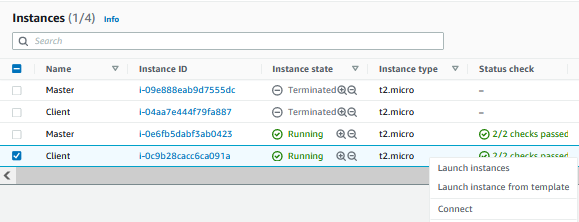 Instances (1/4) Info
Search
Name Instance ID Instance state Instance type Status check
Master i-09e888eab9d7555dc Terminated t2.micro –
Client i-04aa7e444f79fa887 Terminated t2.micro –
Master i-0e6fb5dabf3ab0423 Running t2.micro 2/2 checks passed
Client i-0c9b28cacc6ca091a Running t2.micro 2/2 checks passed
Launch instances
Launch instance from template
Connect